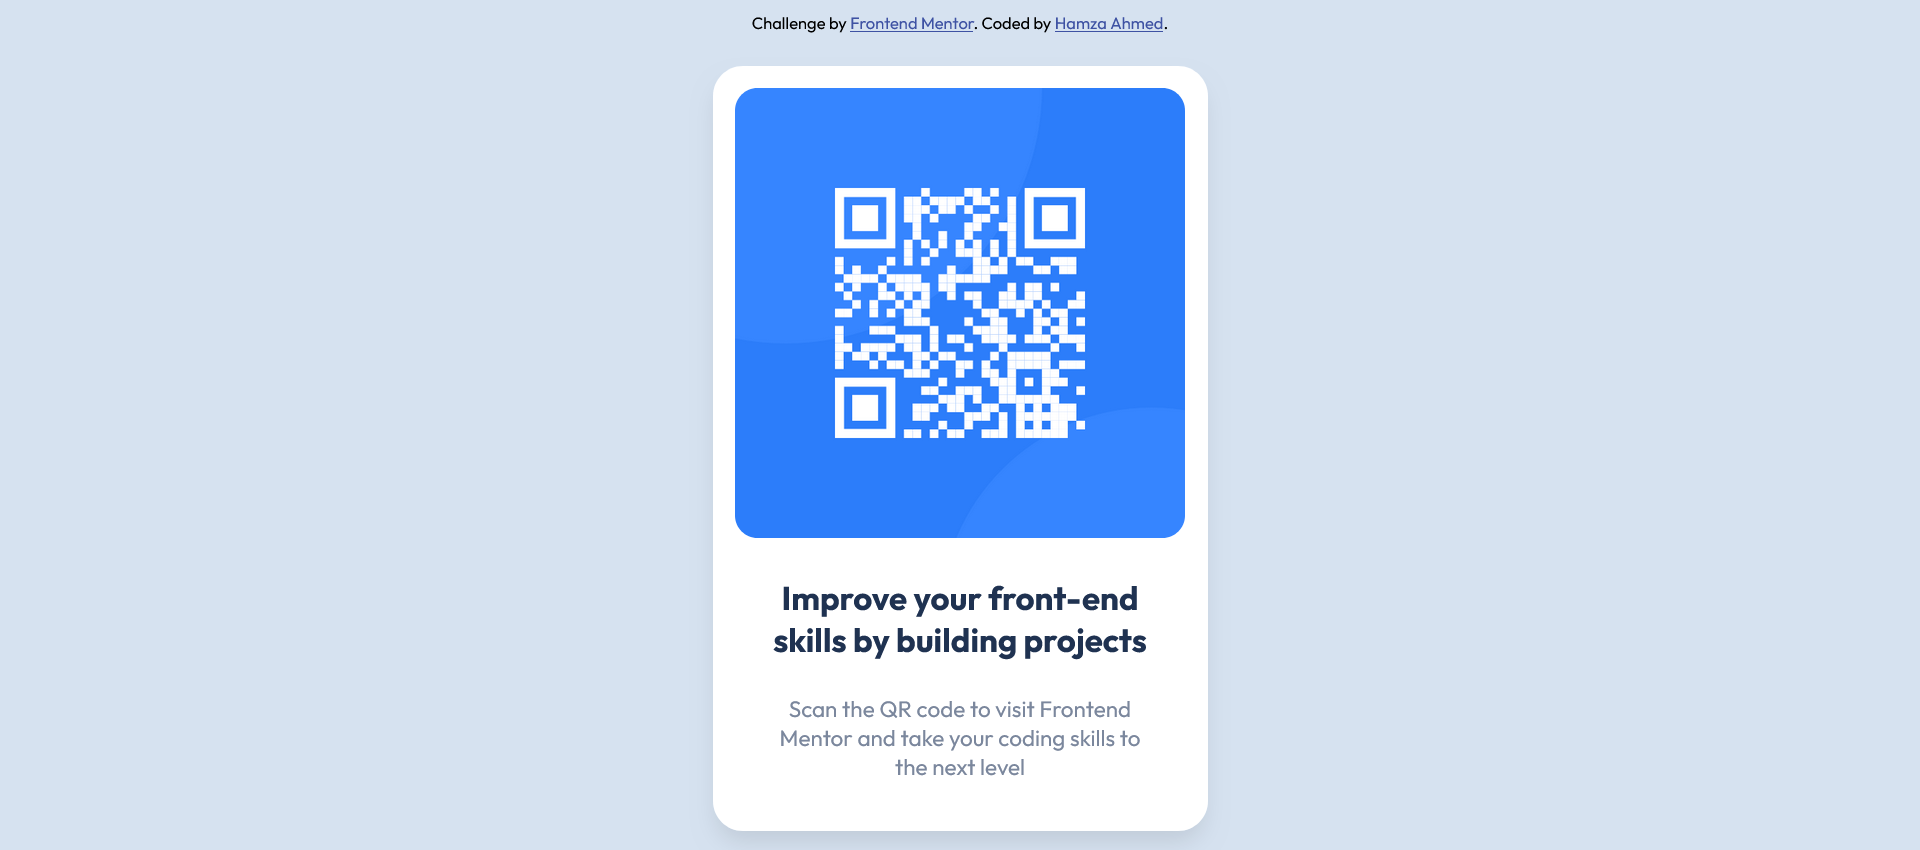 Challenge by Frontend Mentor. Coded by Hamza Ahmed.
Improve your front-end
skills by building projects
Scan the QR code to visit Frontend
Mentor and take your coding skills to
the next level